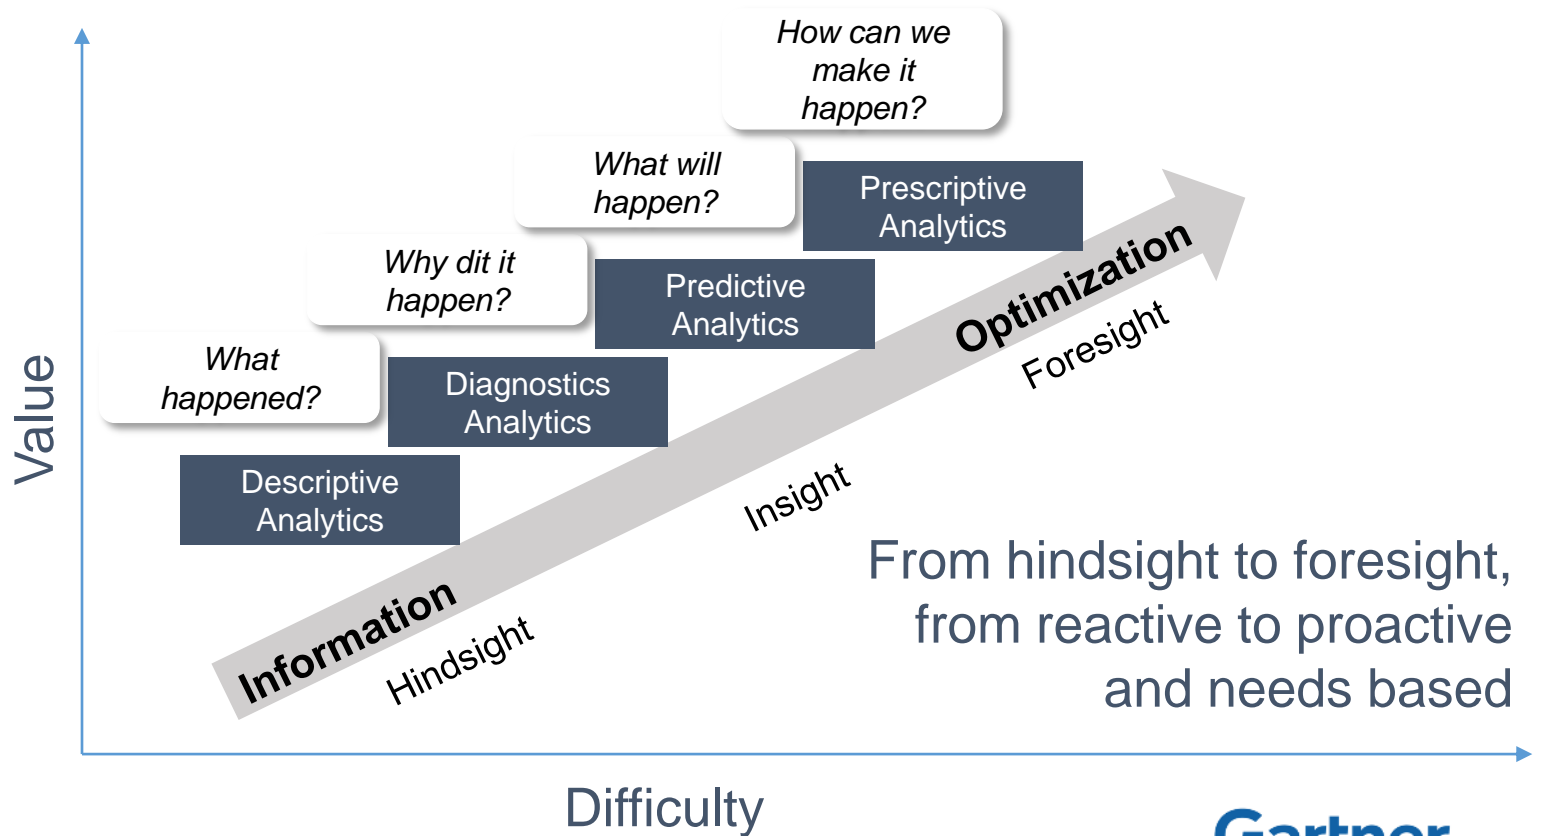 How can we
make it
happen?
What will
happen?
Prescriptive
Analytics
Why dit it
happen?
Predictive
Analytics
What
happened?
Diagnostics
Analytics
Descriptive
Analytics
Value
Optimization
Foresight
Insight
Information
Hindsight
From hindsight to foresight,
from reactive to proactive
and needs based
Difficulty
Gartner